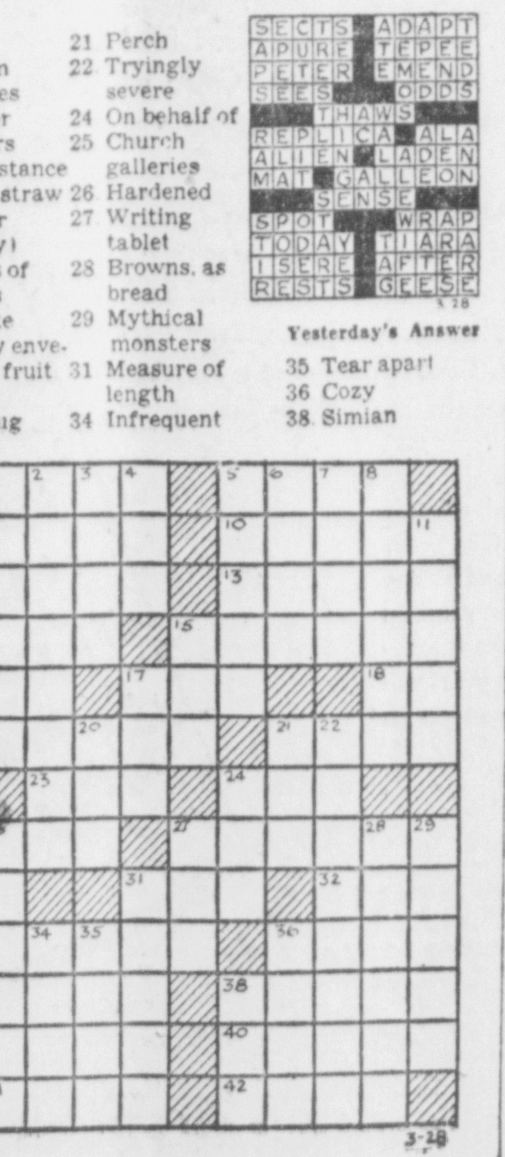 21 Perch
22 Tryingly
severe
24 On behalf of
25 Church
galleries
26 Hardened
27 Writing
tablet
28 Browns, as
bread
29 Mythical
monsters
31 Measure of
length
34 Infrequent
stance
straw
y)
s of
y enve-
fruit
SECTS ADAPT
APURE TEPEE
PETER EMEND
SEES ODDS
THAWS
REPLICA ALA
ALIEN LADEN
MAT GALLEON
SENSE
SPOT WRAP
TODAY TIARA
ISERE AFTER
RESTS GEESE
3 28
Yesterday's Answer
35 Tear apart
36 Cozy
38. Simian
2 3 4 5 6 7 8
10 11
13
15
17 18
20 21 22
23 24
27 28 29
31 32
34 35 36
38
40
42
3-28